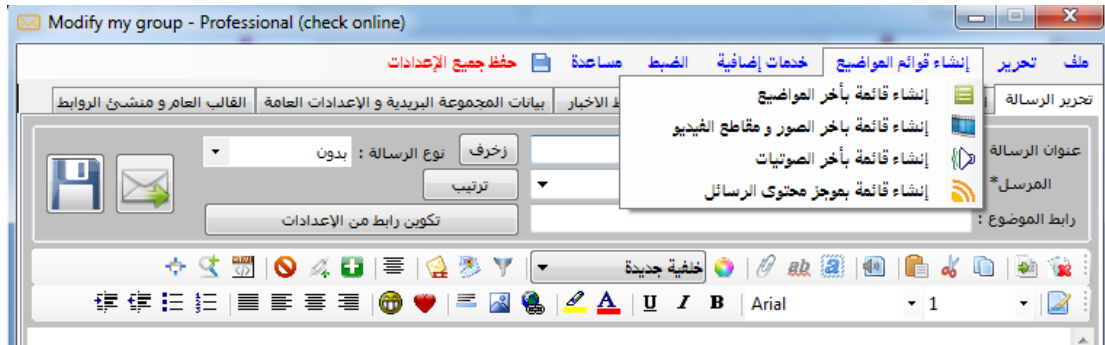 Modify my group - Professional (check online)
ملف تحرير إنشاء قوائم المواضيع خدمات إضافية الضبط مساعدة حفظ جميع الإعدادات
إنشاء قائمة بأخر المواضيع
إنشاء قائمة باخر الصور و مقاطع الفيديو
إنشاء قائمة بأخر الصوتيات
إنشاء قائمة بموجز محتوى الرسائل
تحرير الرسالة الاخبار بيانات المجموعة البريدية و الإعدادات العامة القالب العام و منشئ الروابط
عنوان الرسالة زخرف نوع الرسالة : بدون
المرسل* ترتيب
رابط الموضوع : تكوين رابط من الإعدادات
خلفية جديدة
1 Arial B I U A